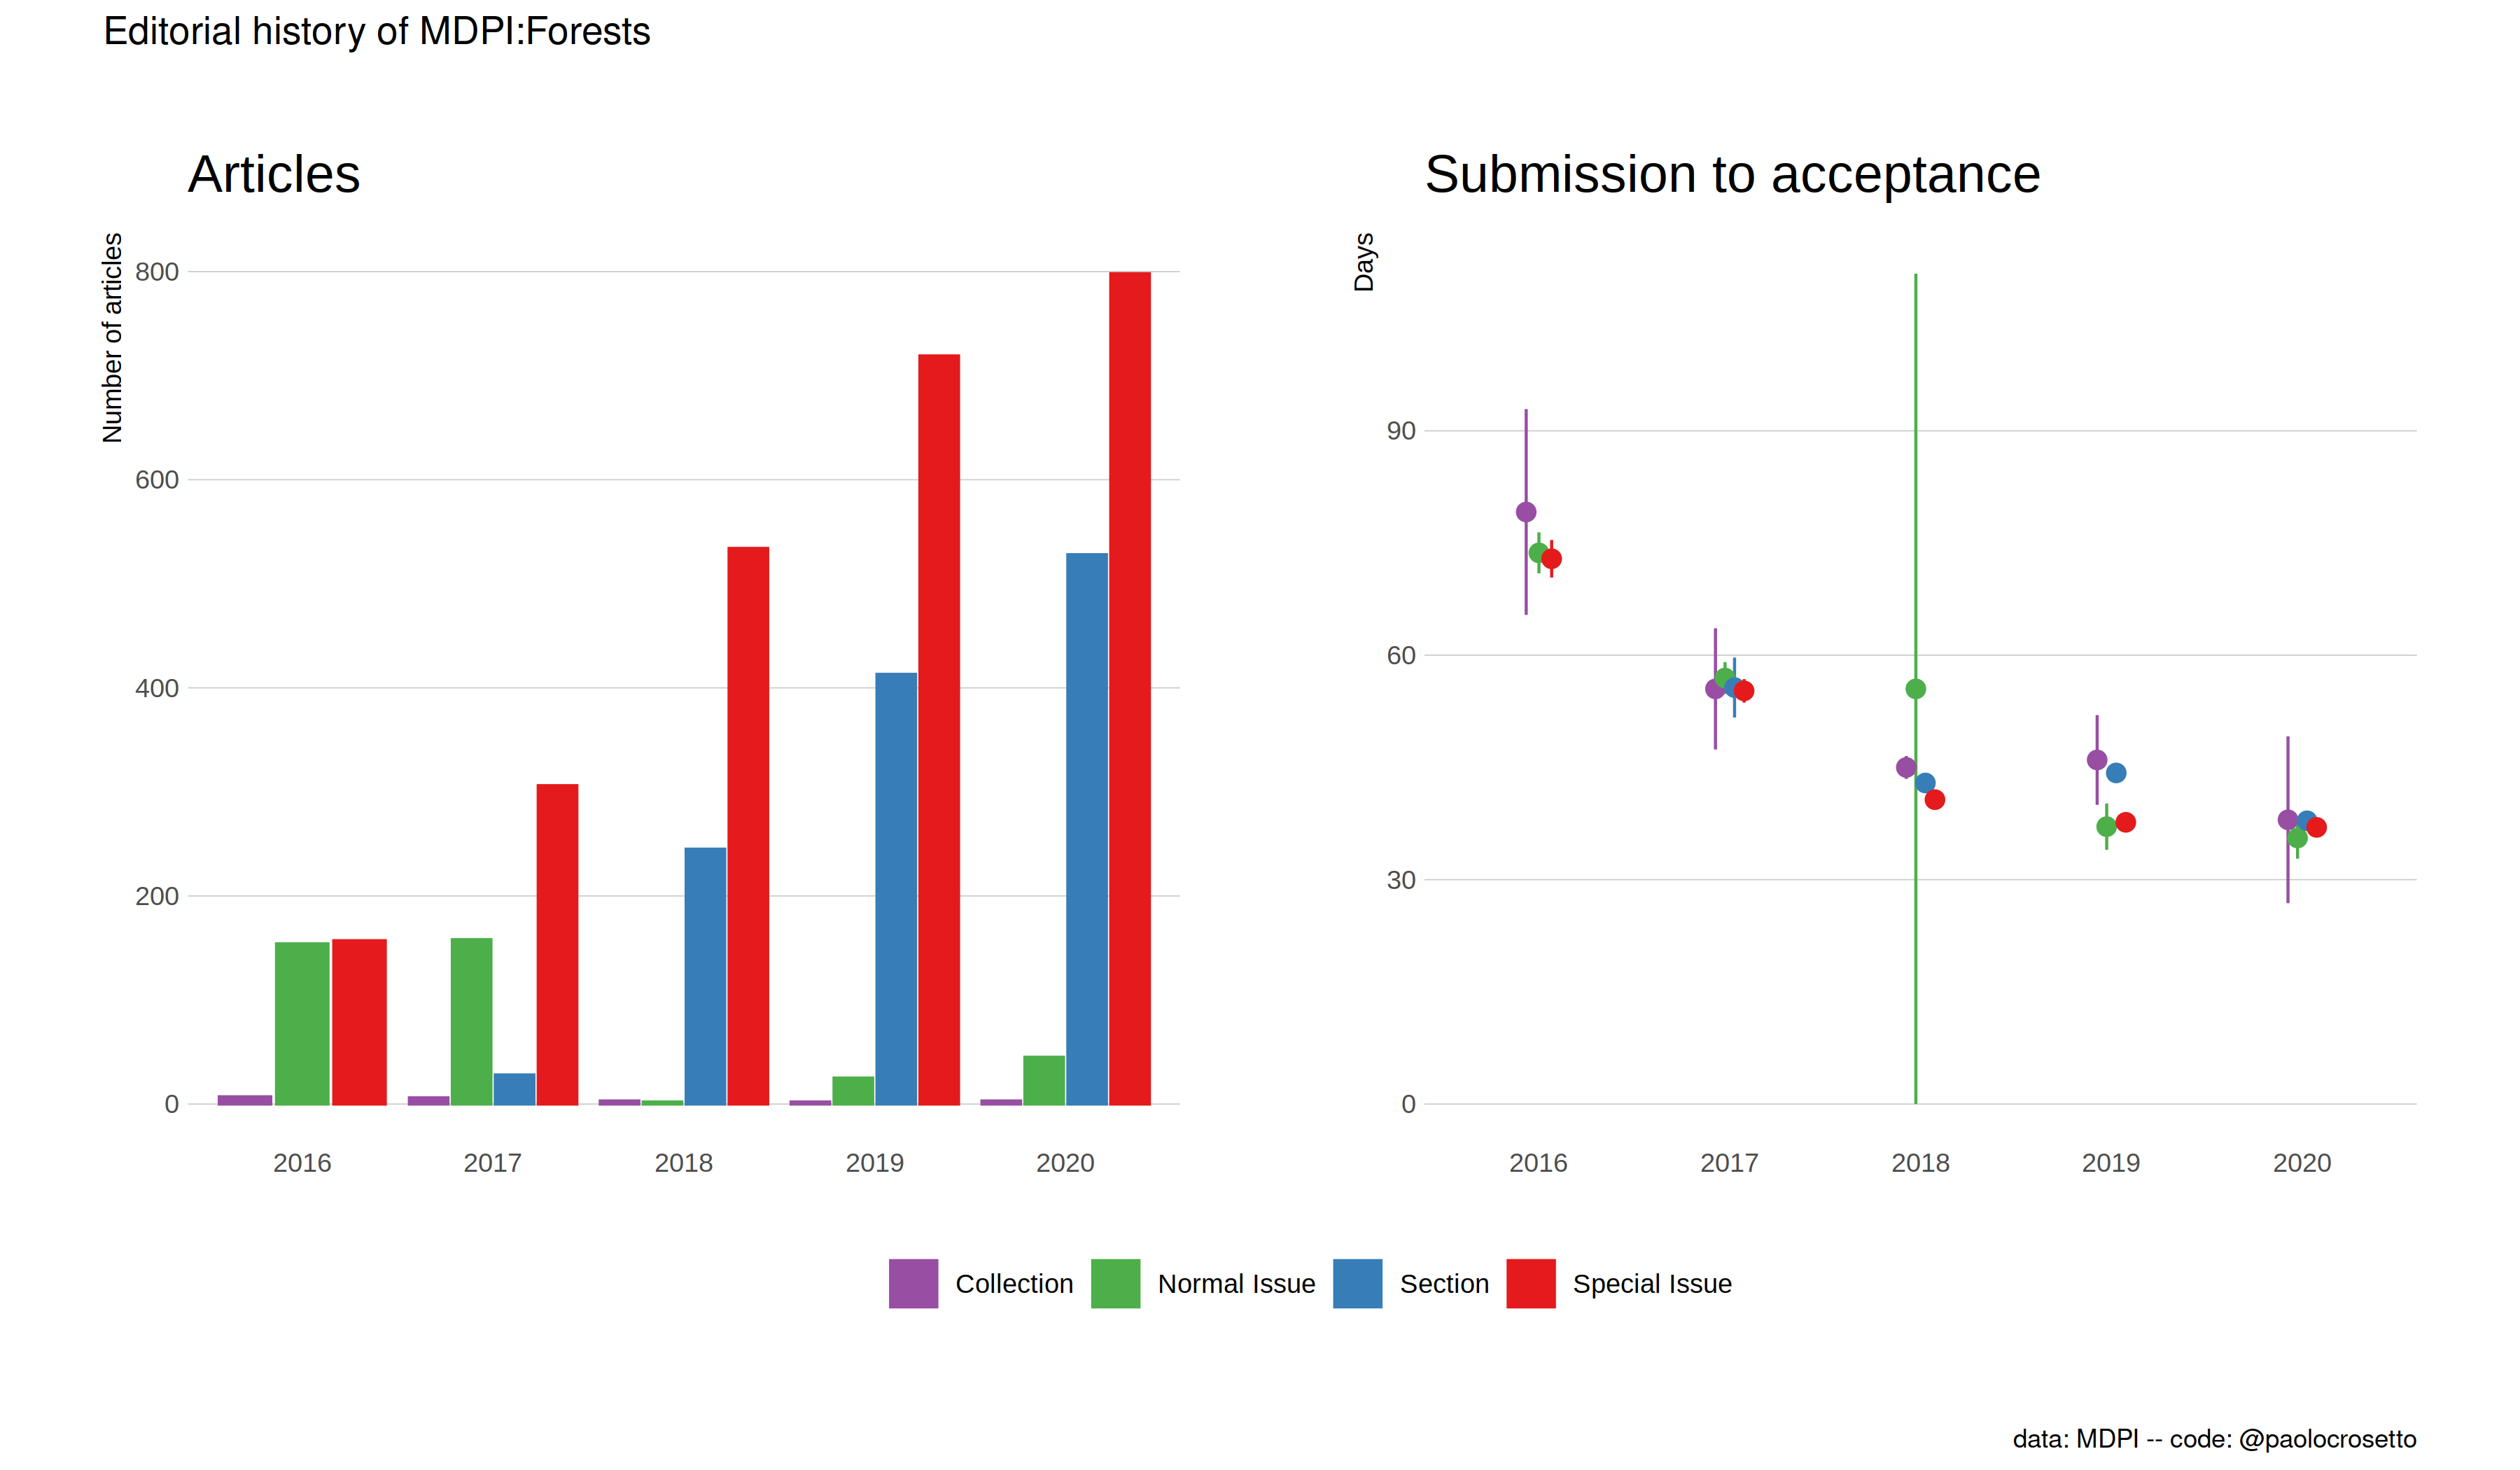 Editorial history of MDPI:Forests
Articles
Number of articles
800
600
400
200
0
2016 2017 2018 2019 2020
Submission to acceptance
Days
90
60
30
0
2016 2017 2018 2019 2020
Collection Normal Issue Section Special Issue
data: MDPI -- code: @paolocrosetto